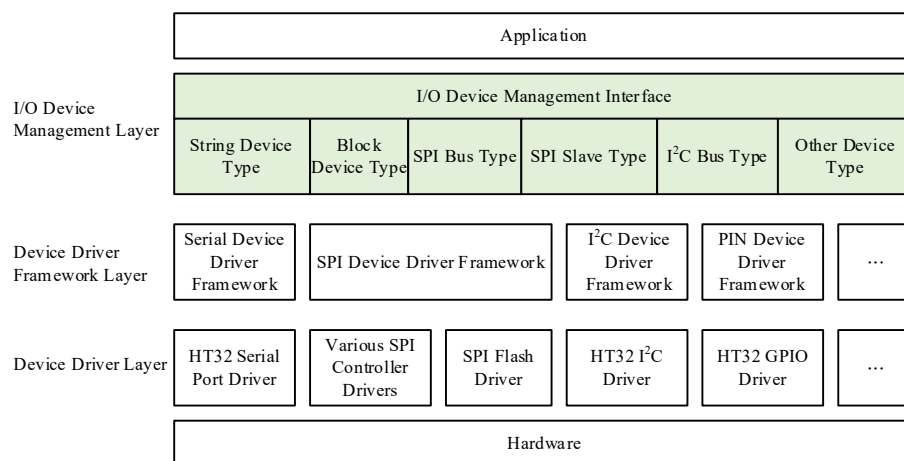 Application
I/O Device
Management Layer
I/O Device Management Interface
String Device
Type
Block
Device Type
SPI Bus Type
SPI Slave Type
I²C Bus Type
Other Device
Type
Device Driver
Framework Layer
Serial Device
Driver
Framework
SPI Device Driver Framework
I²C Device
Driver
Framework
PIN Device
Driver
Framework
...
Device Driver Layer
HT32 Serial
Port Driver
Various SPI
Controller
Drivers
SPI Flash
Driver
HT32 I²C
Driver
HT32 GPIO
Driver
...
Hardware